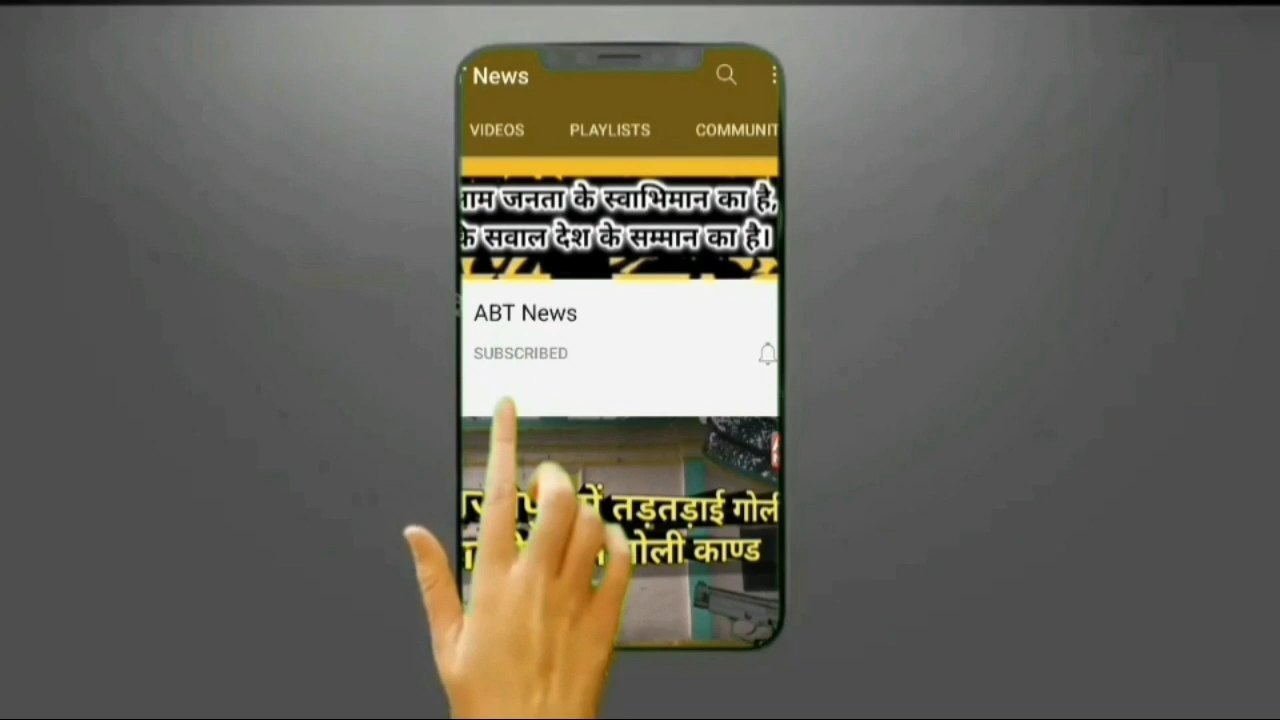 News
VIDEOS PLAYLISTS COMMUNIT
जनता के स्वाभिमान का है,
सवाल देश के सम्मान का है।
ABT News
SUBSCRIBED
में तड़तड़ाई
गोली काण्ड